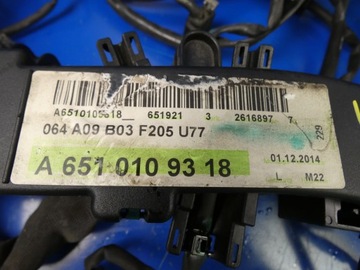 A6510109318 651921 3 2616897 7
064 A09 B03 F205 U77
229
A 651 010 93 18
01.12.2014
L M22